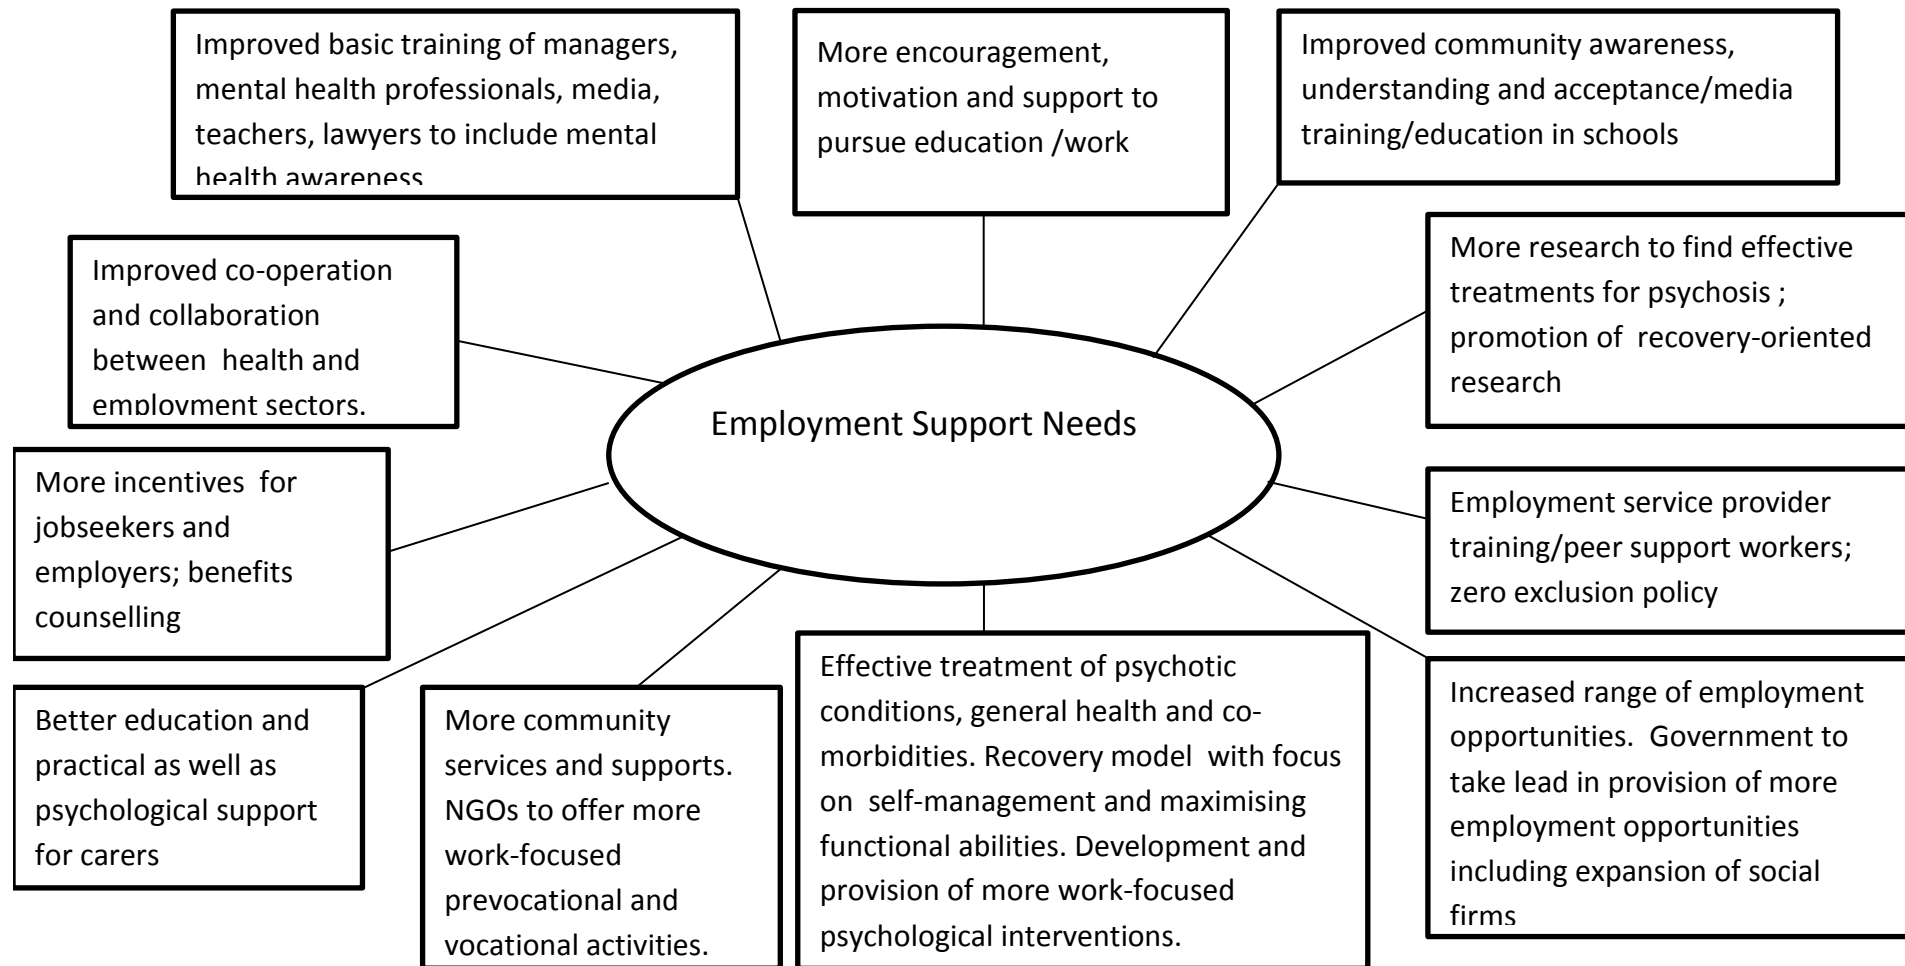 Improved basic training of managers,
mental health professionals, media,
teachers, lawyers to include mental
health awareness
More encouragement,
motivation and support to
pursue education /work
Improved community awareness,
understanding and acceptance/media
training/education in schools
Improved co-operation
and collaboration
between health and
employment sectors.
More research to find effective
treatments for psychosis ;
promotion of recovery-oriented
research
Employment Support Needs
More incentives for
jobseekers and
employers; benefits
counselling
Employment service provider
training/peer support workers;
zero exclusion policy
Better education and
practical as well as
psychological support
for carers
More community
services and supports.
NGOs to offer more
work-focused
prevocational and
vocational activities.
Effective treatment of psychotic
conditions, general health and co-
morbidities. Recovery model with focus
on self-management and maximising
functional abilities. Development and
provision of more work-focused
psychological interventions.
Increased range of employment
opportunities. Government to
take lead in provision of more
employment opportunities
including expansion of social
firms